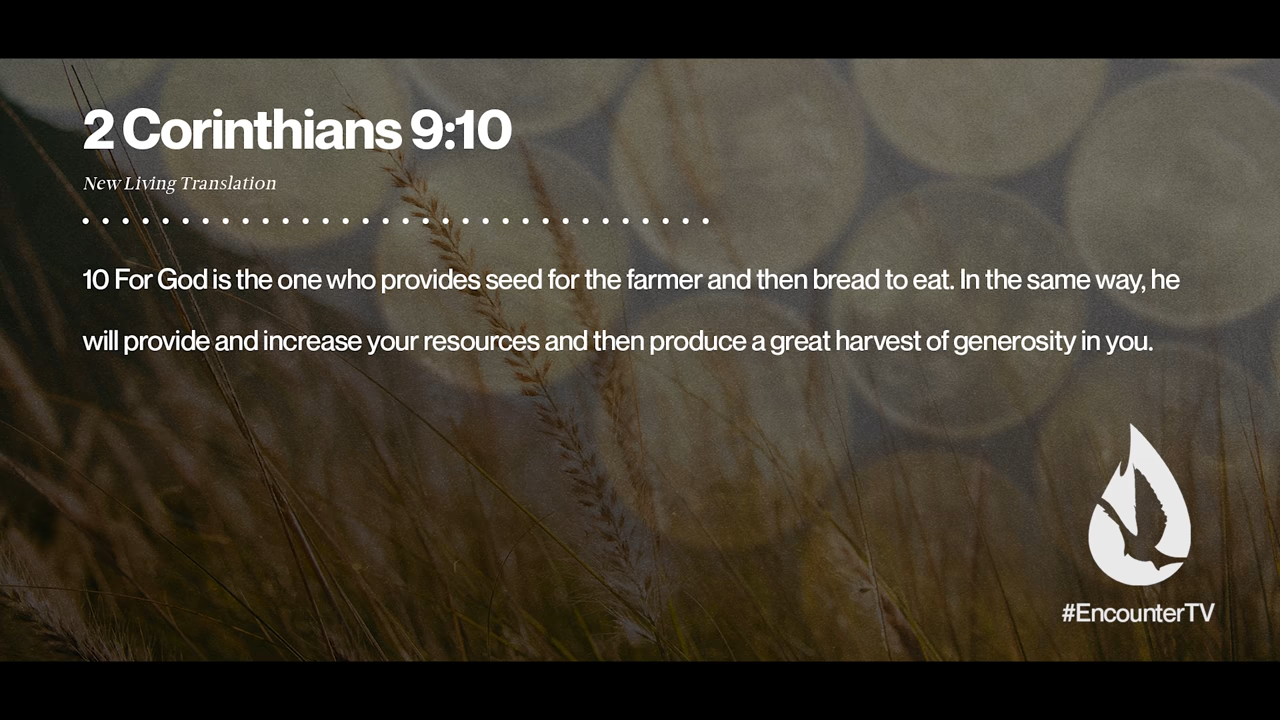 2 Corinthians 9:10
New Living Translation
10 For God is the one who provides seed for the farmer and then bread to eat. In the same way, he
will provide and increase your resources and then produce a great harvest of generosity in you.
#EncounterTV